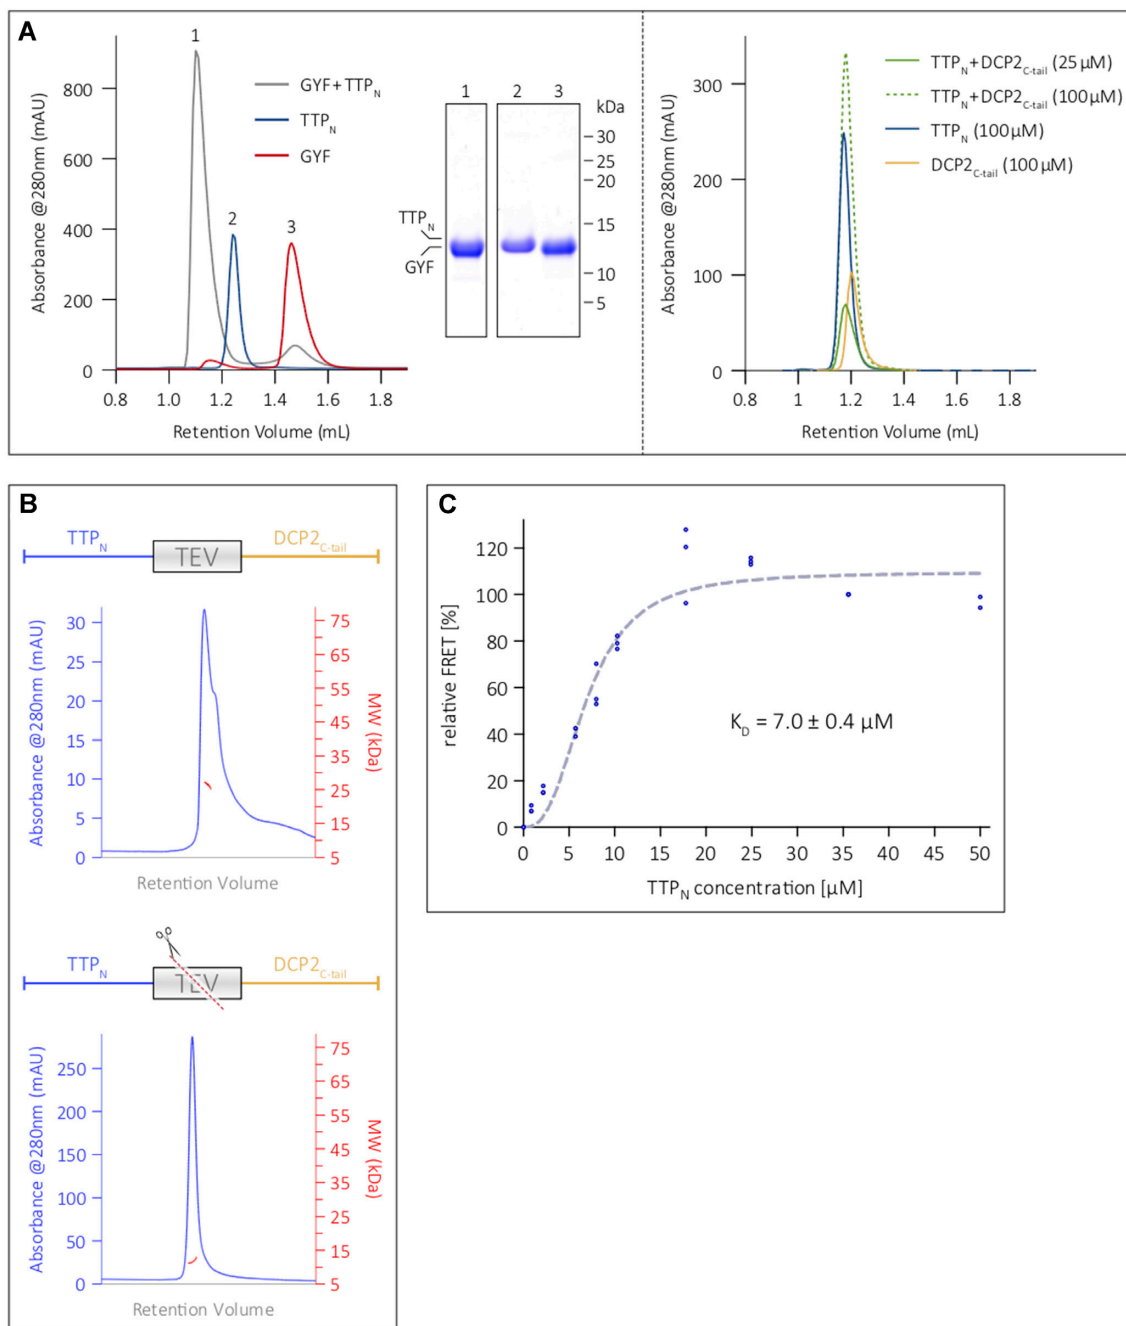 A
Absorbance @280nm (mAU)
800
600
400
200
0
0.8 1.0 1.2 1.4 1.6 1.8
Retention Volume (mL)
1
2
3
GYF + TTPN
TTPN
GYF
1 2 3
kDa
30
25
20
15
10
5
TTPN
GYF
Absorbance @280nm (mAU)
300
200
100
0
0.8 1 1.2 1.4 1.6 1.8
Retention Volume (mL)
TTPN + DCP2C-tail (25 µM)
TTPN + DCP2C-tail (100 µM)
TTPN (100 µM)
DCP2C-tail (100 µM)
B
TTPN TEV DCP2C-tail
Absorbance @280nm (mAU)
30
25
20
15
10
5
0
75
65
55
45
35
25
15
5
MW (kDa)
Retention Volume
TTPN TEV DCP2C-tail
Absorbance @280nm (mAU)
250
200
150
100
50
0
75
65
55
45
35
25
15
5
MW (kDa)
Retention Volume
C
relative FRET [%]
120
100
80
60
40
20
0
0 5 10 15 20 25 30 35 40 45 50
TTPN concentration [µM]
KD = 7.0 ± 0.4 µM